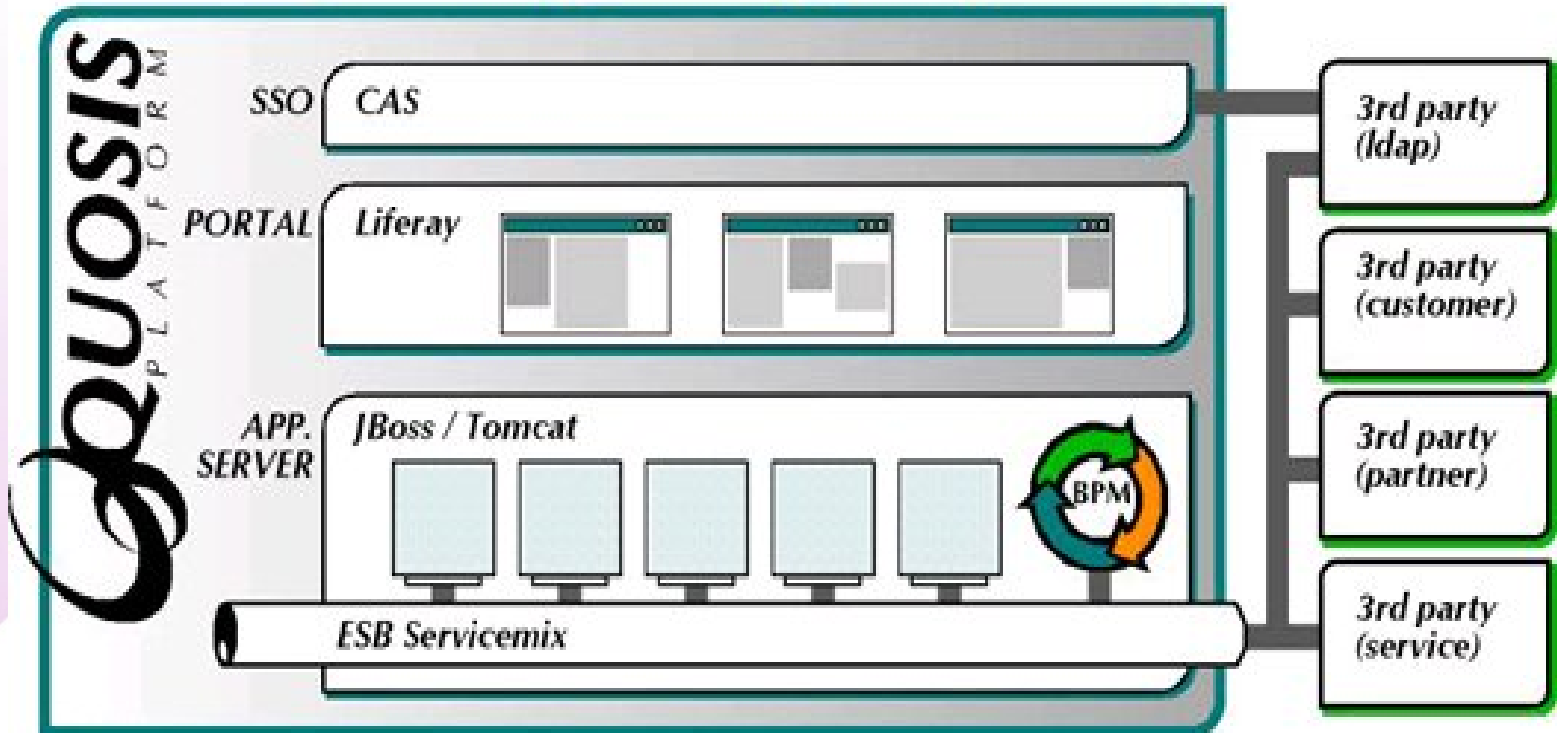 QUOSIS
PLATFORM
SSO
CAS
PORTAL
Liferay
APP.
SERVER
JBoss / Tomcat
BPM
ESB Servicemix
3rd party
(ldap)
3rd party
(customer)
3rd party
(partner)
3rd party
(service)